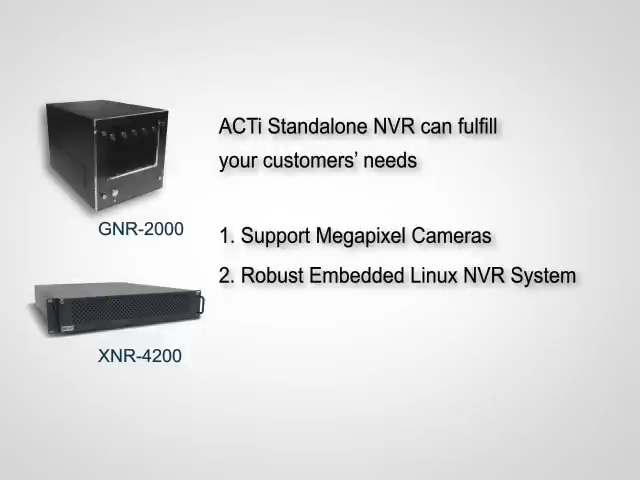 ACTi Standalone NVR can fulfill
your customers' needs
GNR-2000
1. Support Megapixel Cameras
2. Robust Embedded Linux NVR System
XNR-4200